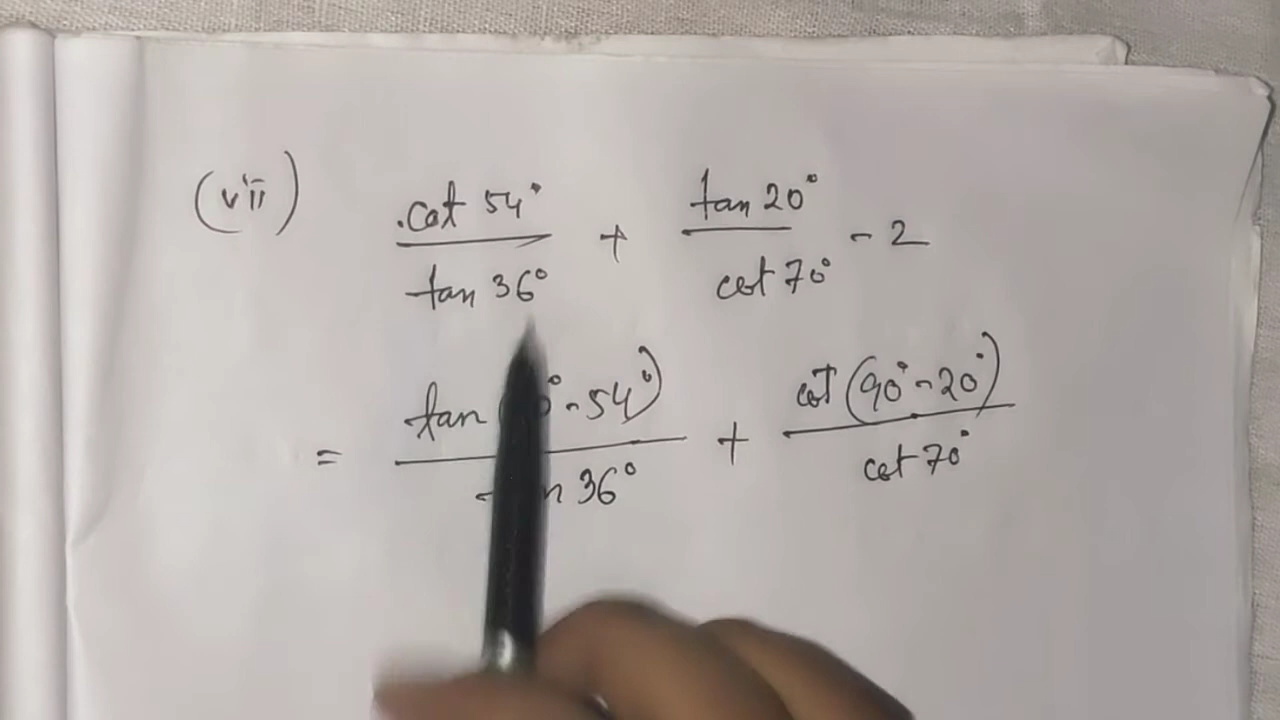 (vii) cot 54° / tan 36° + tan 20° / cot 70° - 2
= tan ( ° - 54°) / 36° + cot (90° - 20°) / cot 70°